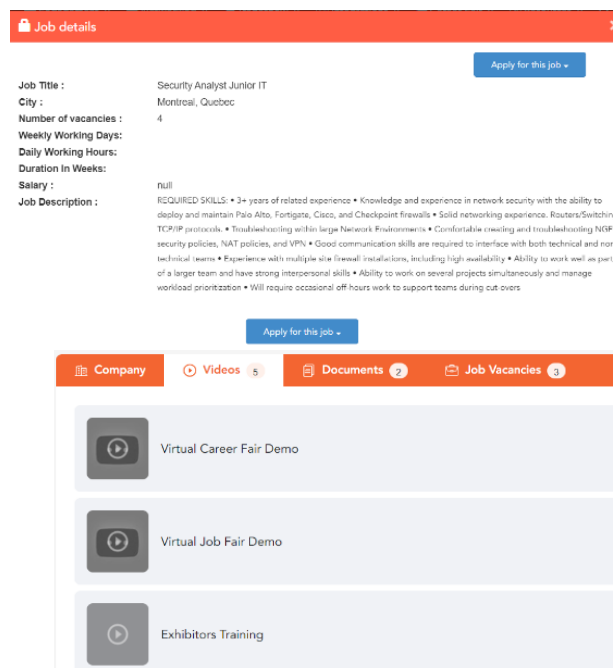 Job details
Apply for this job
Job Title : Security Analyst Junior IT
City : Montreal, Quebec
Number of vacancies : 4
Weekly Working Days:
Daily Working Hours:
Duration In Weeks:
Salary : null
Job Description : REQUIRED SKILLS: • 3+ years of related experience • Knowledge and experience in network security with the ability to
deploy and maintain Palo Alto, Fortigate, Cisco, and Checkpoint firewalls • Solid networking experience. Routers/Switchin
TCP/IP protocols. • Troubleshooting within large Network Environments • Comfortable creating and troubleshooting NGF
security policies, NAT policies, and VPN • Good communication skills are required to interface with both technical and non
technical teams • Experience with multiple site firewall installations, including high availability • Ability to work well as part
of a larger team and have strong interpersonal skills • Ability to work on several projects simultaneously and manage
workload prioritization • Will require occasional off-hours work to support teams during cut-overs
Apply for this job
Company Videos 5 Documents 2 Job Vacancies 3
Virtual Career Fair Demo
Virtual Job Fair Demo
Exhibitors Training